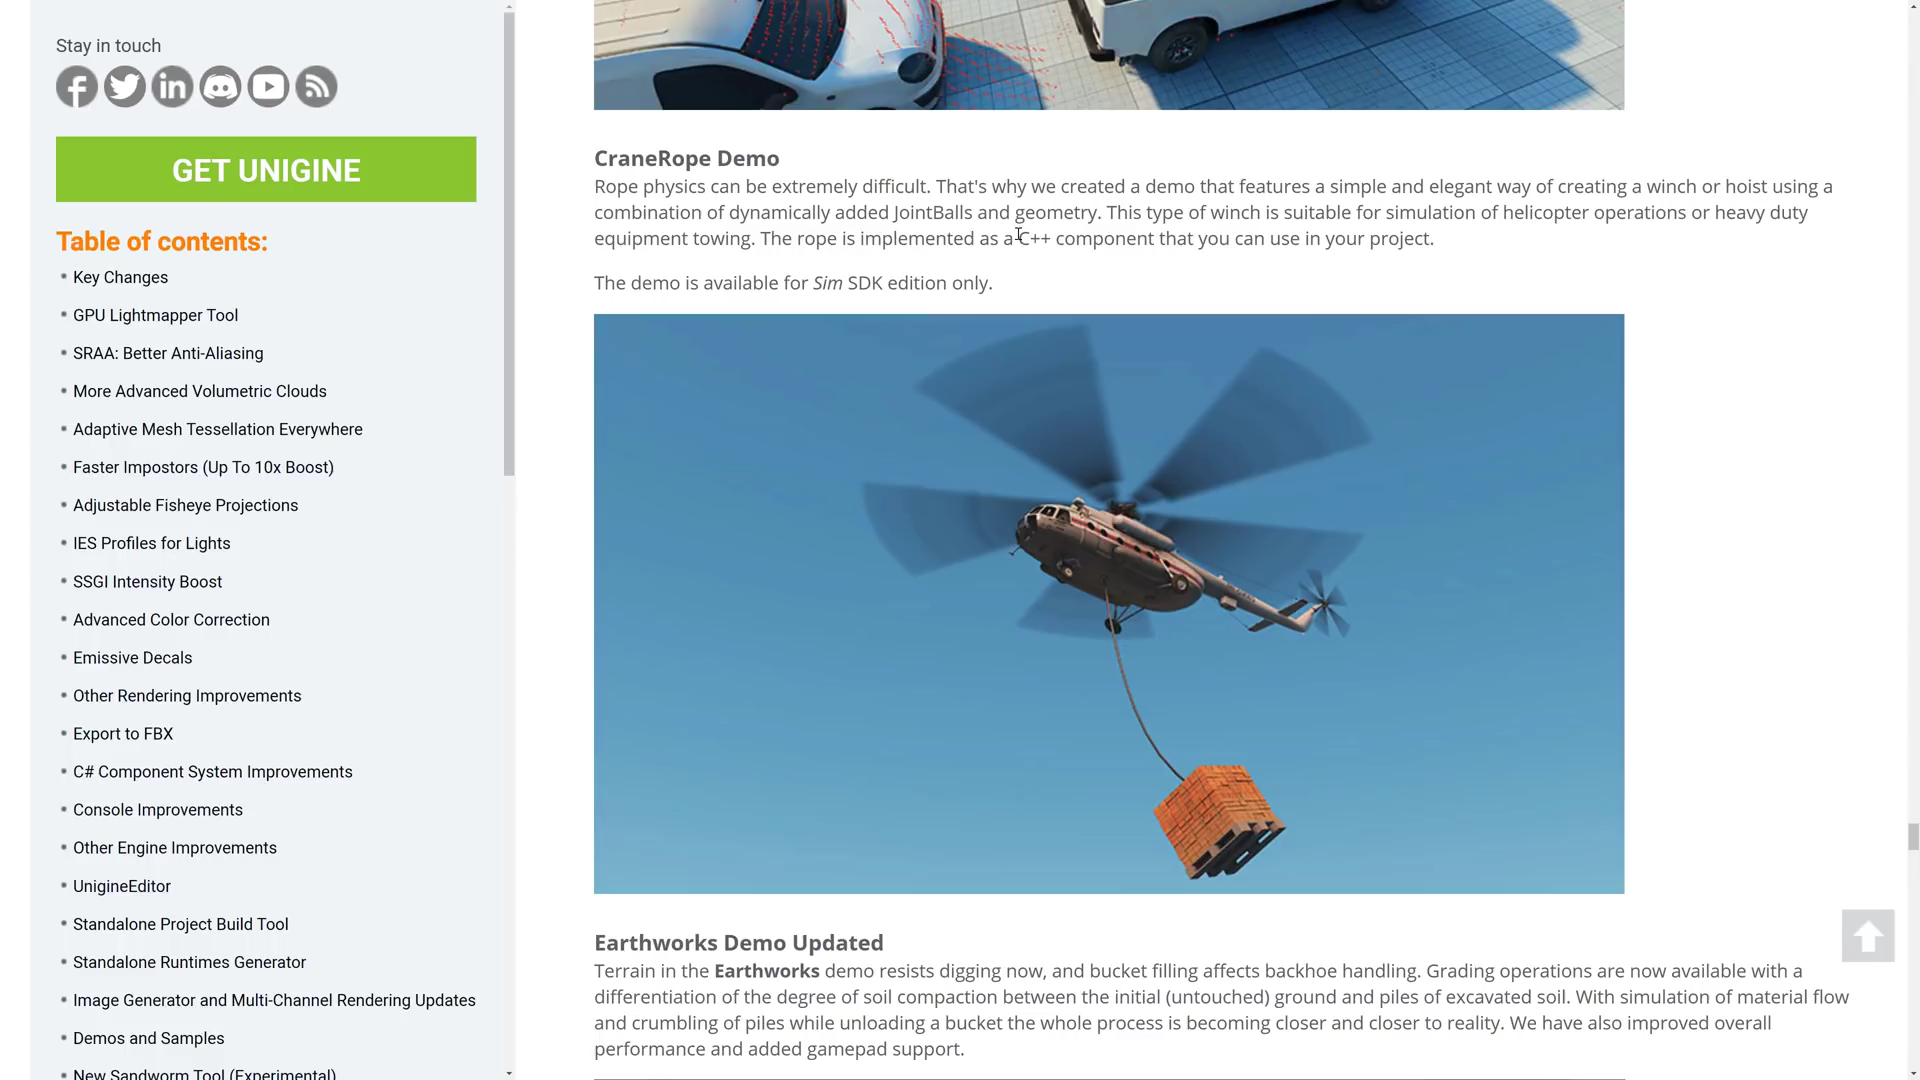 Stay in touch
GET UNIGINE
Table of contents:
Key Changes
GPU Lightmapper Tool
SRAA: Better Anti-Aliasing
More Advanced Volumetric Clouds
Adaptive Mesh Tessellation Everywhere
Faster Impostors (Up To 10x Boost)
Adjustable Fisheye Projections
IES Profiles for Lights
SSGI Intensity Boost
Advanced Color Correction
Emissive Decals
Other Rendering Improvements
Export to FBX
C# Component System Improvements
Console Improvements
Other Engine Improvements
UnigineEditor
Standalone Project Build Tool
Standalone Runtimes Generator
Image Generator and Multi-Channel Rendering Updates
Demos and Samples
New Sandworm Tool (Experimental)
CraneRope Demo
Rope physics can be extremely difficult. That's why we created a demo that features a simple and elegant way of creating a winch or hoist using a
combination of dynamically added JointBalls and geometry. This type of winch is suitable for simulation of helicopter operations or heavy duty
equipment towing. The rope is implemented as a C++ component that you can use in your project.
The demo is available for Sim SDK edition only.
Earthworks Demo Updated
Terrain in the Earthworks demo resists digging now, and bucket filling affects backhoe handling. Grading operations are now available with a
differentiation of the degree of soil compaction between the initial (untouched) ground and piles of excavated soil. With simulation of material flow
and crumbling of piles while unloading a bucket the whole process is becoming closer and closer to reality. We have also improved overall
performance and added gamepad support.